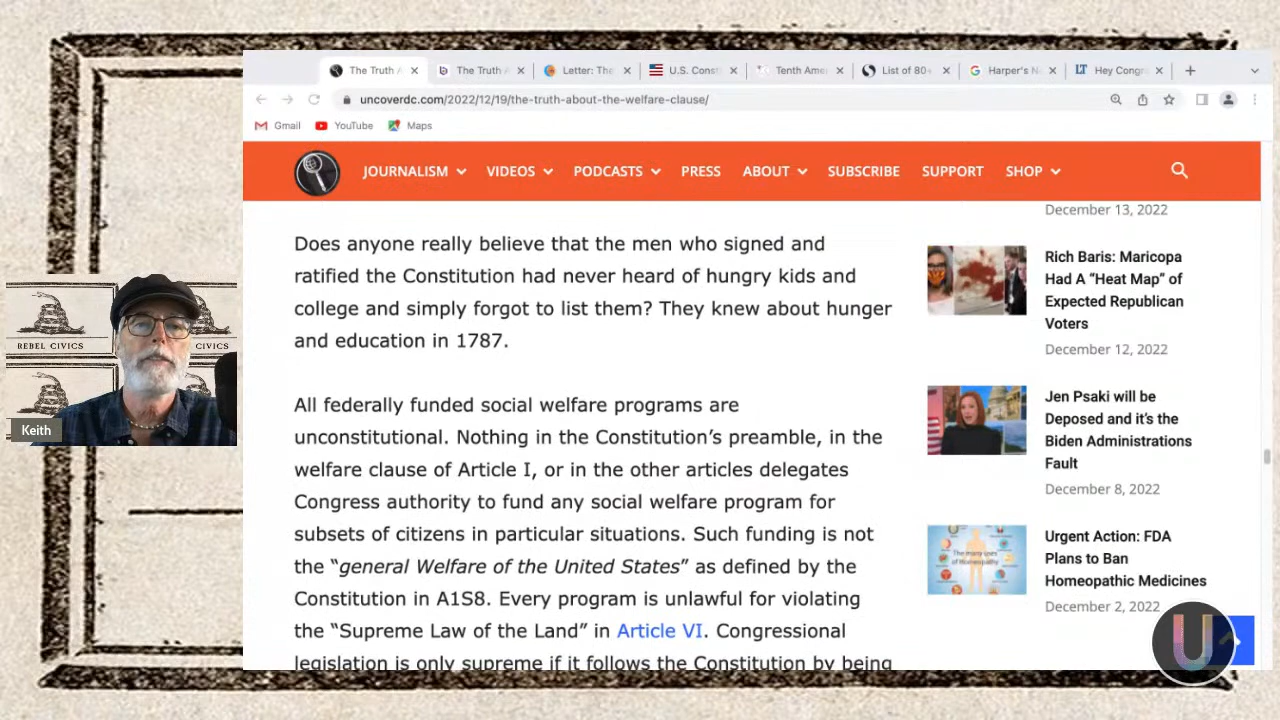 The Truth A
The Truth A
Letter: The
U.S. Const
Tenth Ame
List of 80+
Harper's N
Hey Congr
uncoverdc.com/2022/12/19/the-truth-about-the-welfare-clause/
Gmail YouTube Maps
JOURNALISM VIDEOS PODCASTS PRESS ABOUT SUBSCRIBE SUPPORT SHOP
Does anyone really believe that the men who signed and
ratified the Constitution had never heard of hungry kids and
college and simply forgot to list them? They knew about hunger
and education in 1787.
All federally funded social welfare programs are
unconstitutional. Nothing in the Constitution's preamble, in the
welfare clause of Article I, or in the other articles delegates
Congress authority to fund any social welfare program for
subsets of citizens in particular situations. Such funding is not
the “general Welfare of the United States” as defined by the
Constitution in A1S8. Every program is unlawful for violating
the “Supreme Law of the Land” in Article VI. Congressional
legislation is only supreme if it follows the Constitution by being
December 13, 2022
Rich Baris: Maricopa
Had A “Heat Map” of
Expected Republican
Voters
December 12, 2022
Jen Psaki will be
Deposed and it's the
Biden Administrations
Fault
December 8, 2022
The many uses
of Homeopathy
Urgent Action: FDA
Plans to Ban
Homeopathic Medicines
December 2, 2022
U
REBEL CIVICS
CIVICS
Keith